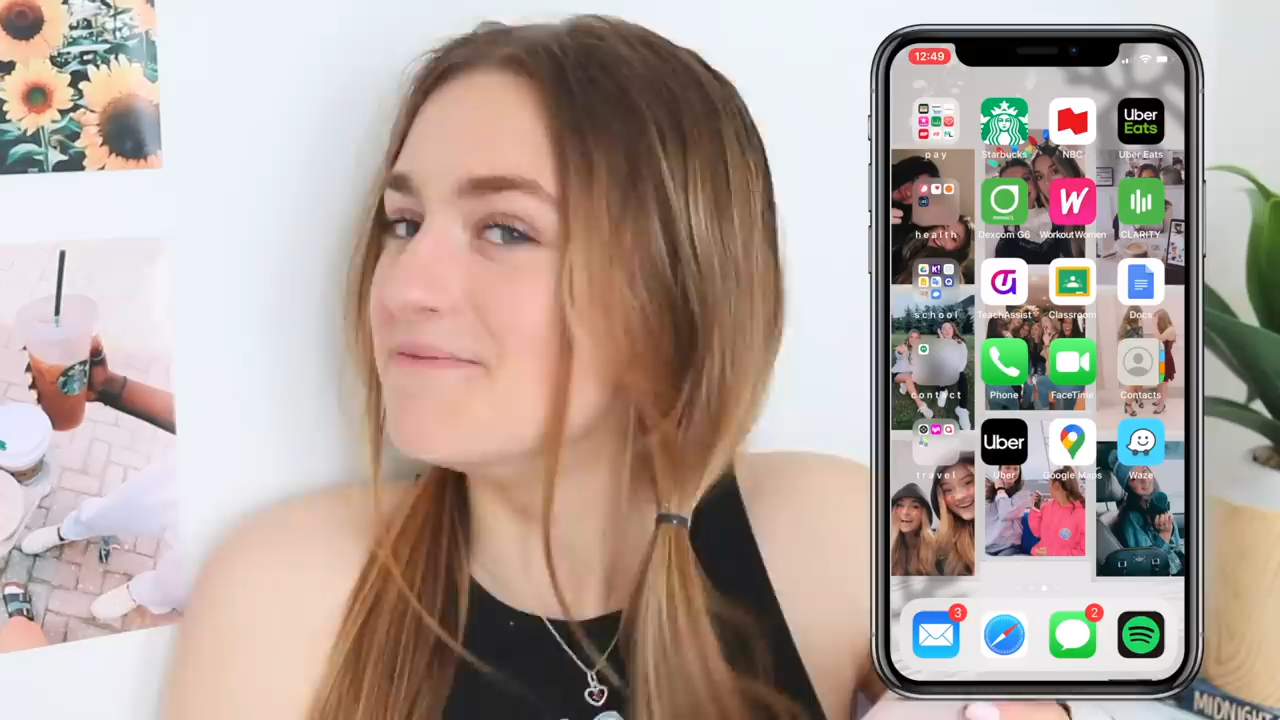 12:49
pay
Starbucks
NBC
Uber
Eats
Uber Eats
health
Dexcom G6
W
WorkoutWomen
CLARITY
school
TeachAssist
Classroom
Docs
contact
Phone
FaceTime
Contacts
travel
Uber
Uber
Google Maps
Waze
3
2
MIDNIGH